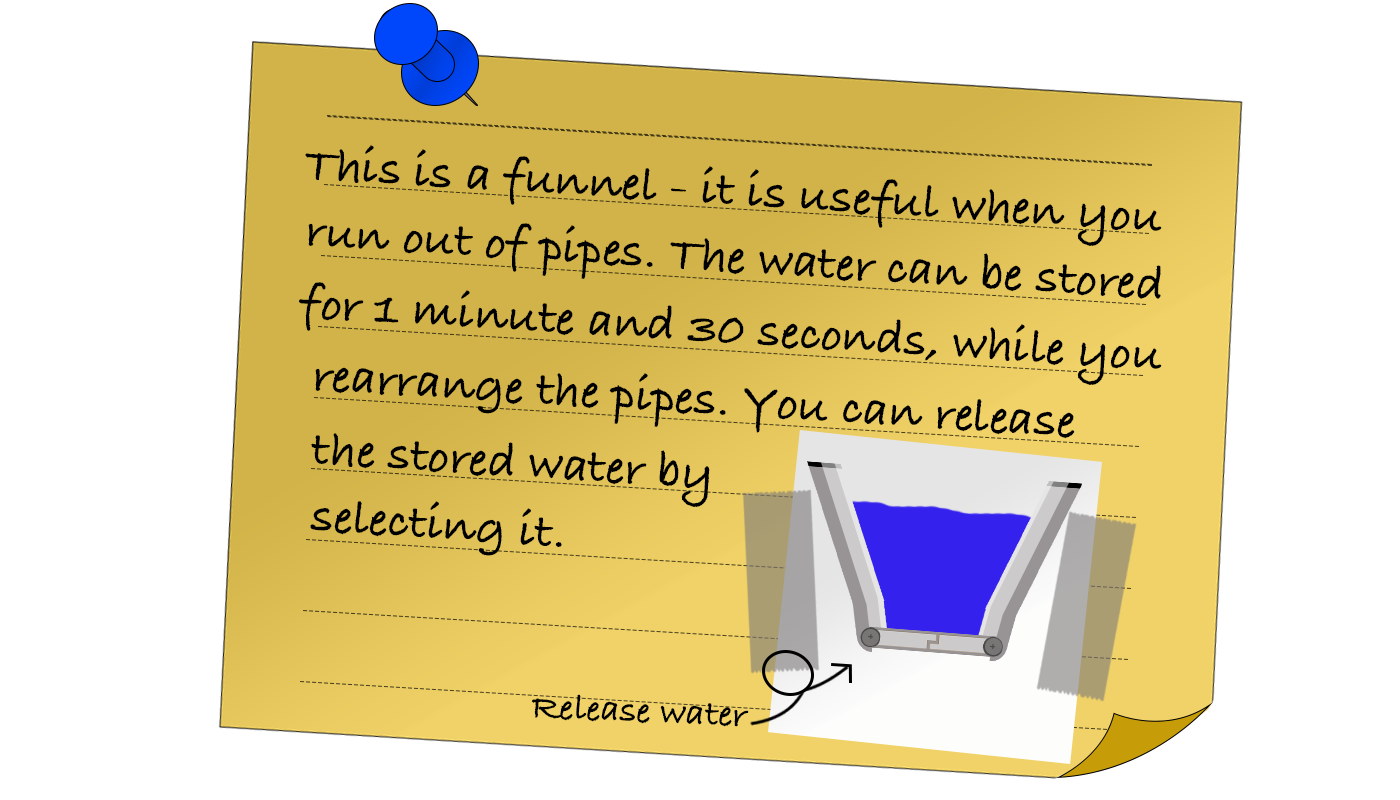 This is a funnel - it is useful when you
run out of pipes. The water can be stored
for 1 minute and 30 seconds, while you
rearrange the pipes. You can release
the stored water by
selecting it.
Release water